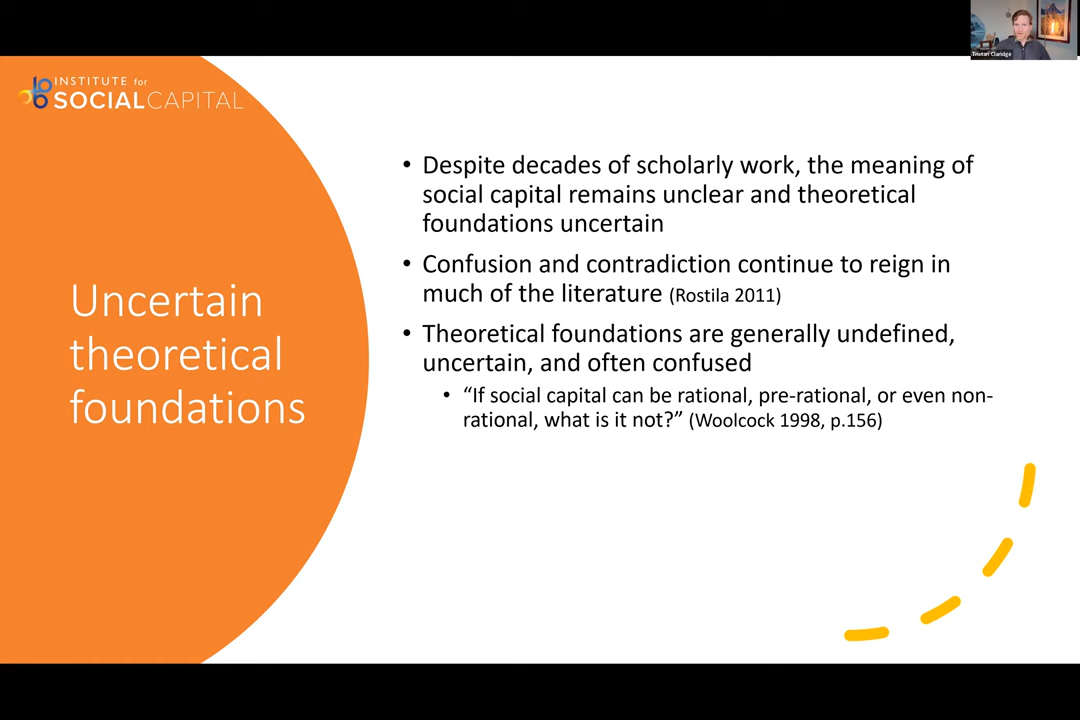 Tristan Claridge
INSTITUTE for
SOCIALCAPITAL
Uncertain
theoretical
foundations
• Despite decades of scholarly work, the meaning of
social capital remains unclear and theoretical
foundations uncertain
• Confusion and contradiction continue to reign in
much of the literature (Rostila 2011)
• Theoretical foundations are generally undefined,
uncertain, and often confused
• “If social capital can be rational, pre-rational, or even non-
rational, what is it not?” (Woolcock 1998, p.156)